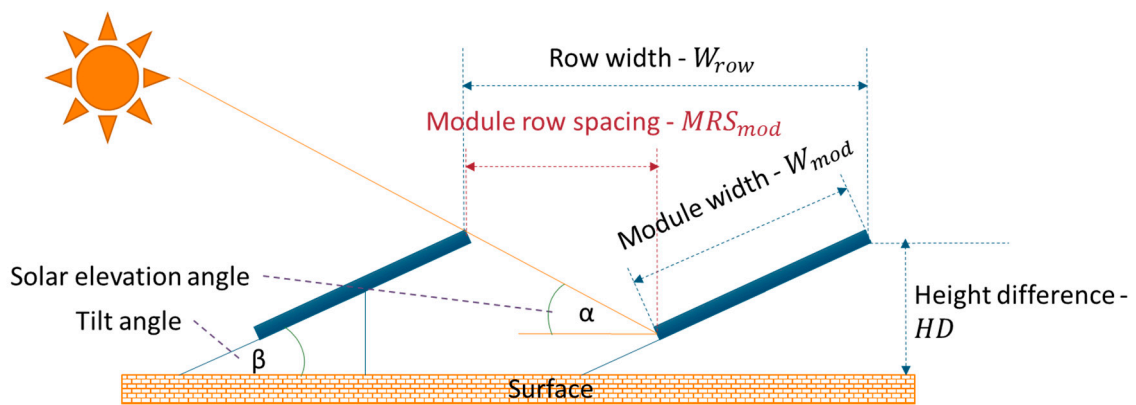 Row width - W_row
Module row spacing - MRS_mod
Module width - W_mod
Solar elevation angle
Tilt angle
α
β
Height difference -
HD
Surface